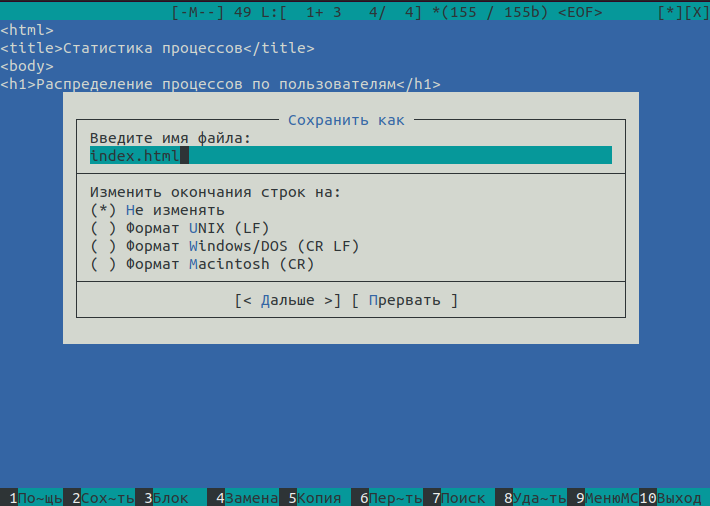 [-M--] 49 L:[  1+ 3   4/  4] *(155 / 155b) <EOF>      [*][X]
<html>
<title>Статистика процессов</title>
<body>
<h1>Распределение процессов по пользователям</h1>
Сохранить как
Введите имя файла:
index.html
Изменить окончания строк на:
(*) Не изменять
( ) Формат UNIX (LF)
( ) Формат Windows/DOS (CR LF)
( ) Формат Macintosh (CR)
[< Дальше >] [ Прервать ]
1По~щь 2Сох~ть 3Блок 4Замена 5Копия 6Пер~ть 7Поиск 8Уда~ть 9МенюMC 10Выход